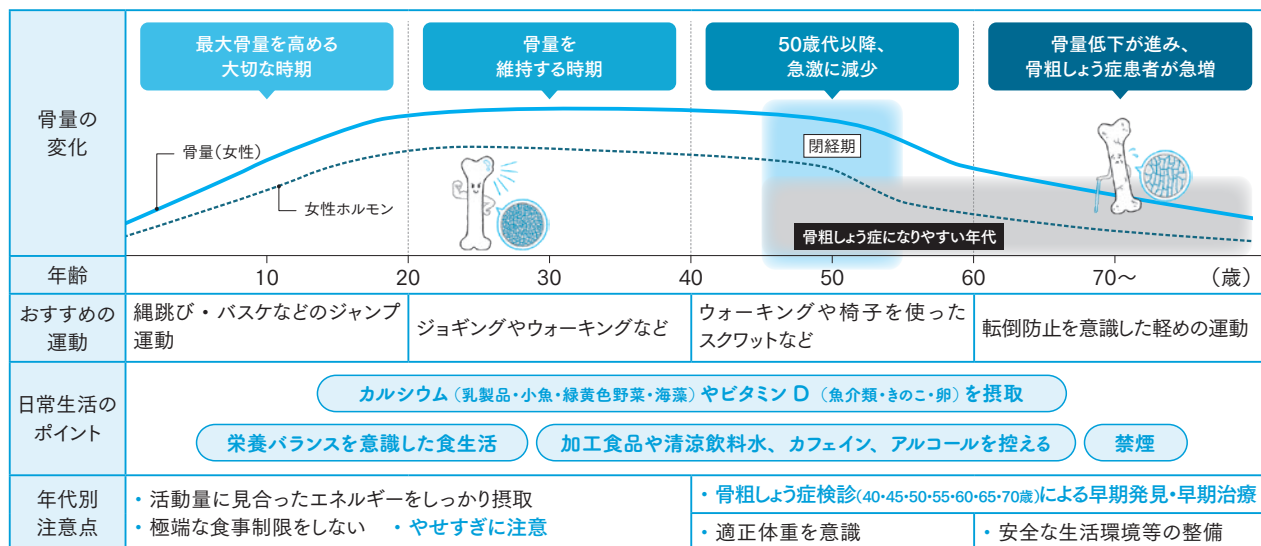 骨量の
変化
最大骨量を高める
大切な時期
骨量を
維持する時期
50歳代以降、
急激に減少
骨量低下が進み、
骨粗しょう症患者が急増
骨量(女性)
女性ホルモン
閉経期
骨粗しょう症になりやすい年代
年齢
10 20 30 40 50 60 70〜 (歳)
おすすめの
運動
縄跳び・バスケなどのジャンプ
運動
ジョギングやウォーキングなど
ウォーキングや椅子を使った
スクワットなど
転倒防止を意識した軽めの運動
日常生活の
ポイント
カルシウム(乳製品・小魚・緑黄色野菜・海藻)やビタミン D (魚介類・きのこ・卵)を摂取
栄養バランスを意識した食生活
加工食品や清涼飲料水、カフェイン、アルコールを控える
禁煙
年代別
注意点
・活動量に見合ったエネルギーをしっかり摂取
・極端な食事制限をしない ・やせすぎに注意
・骨粗しょう症検診(40・45・50・55・60・65・70歳)による早期発見・早期治療
・適正体重を意識
・安全な生活環境等の整備